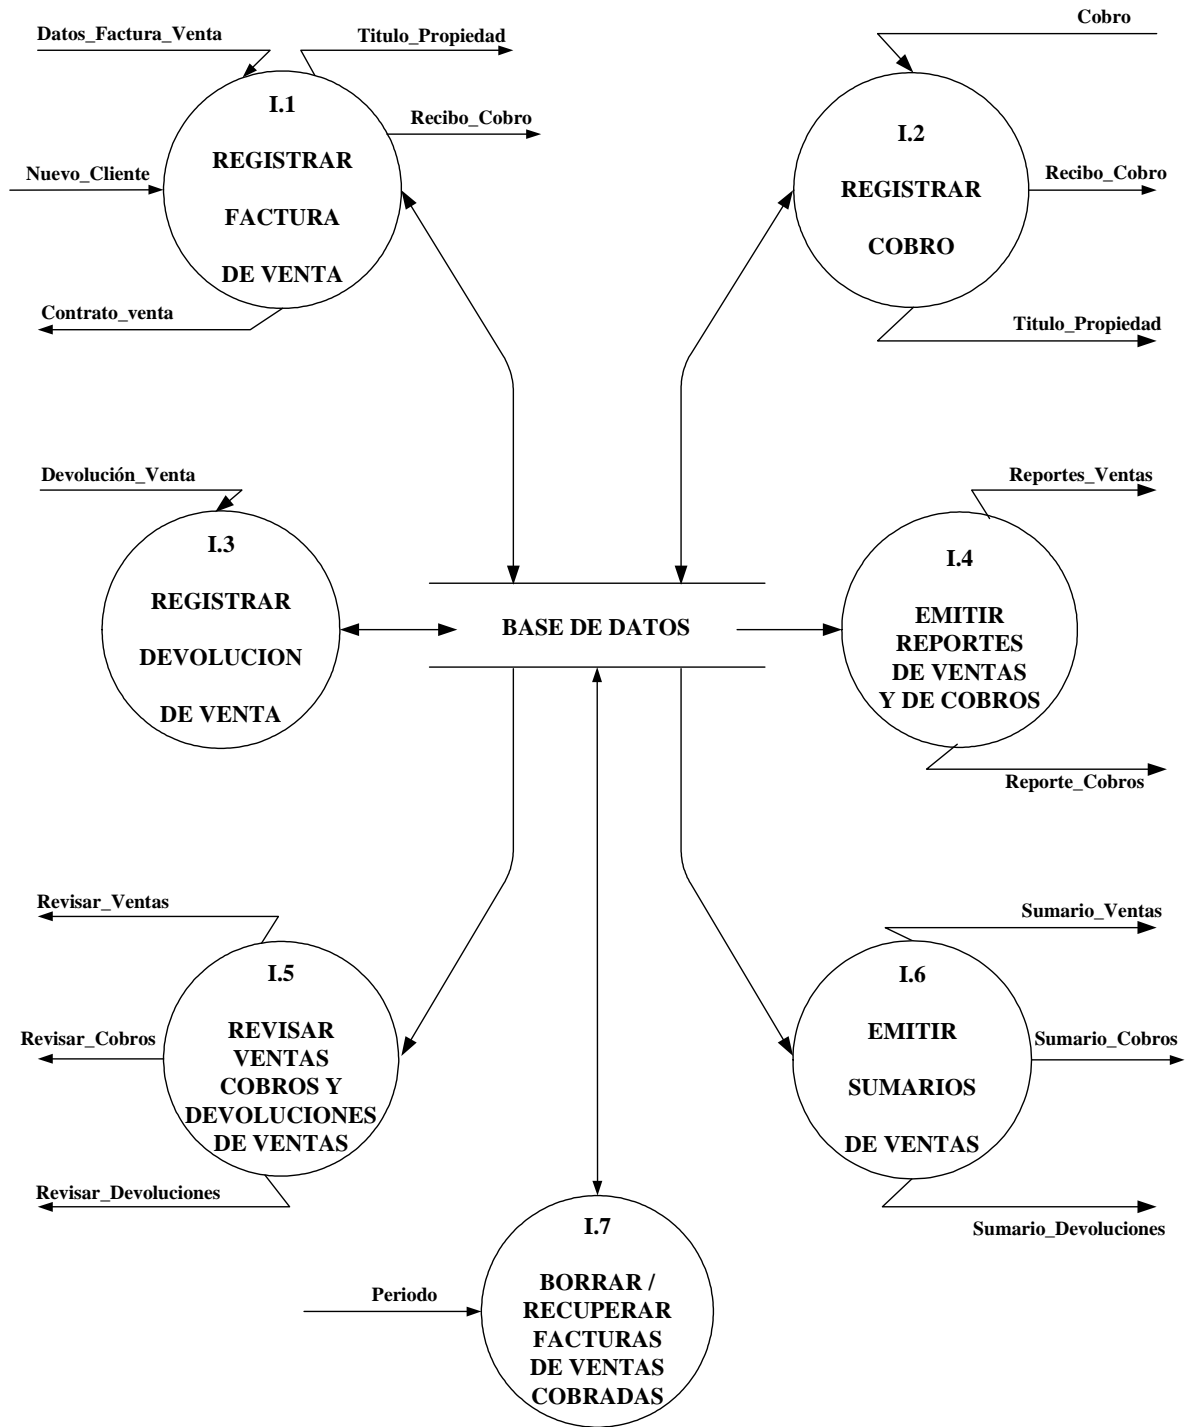 Datos_Factura_Venta
Titulo_Propiedad
Cobro
I.1
REGISTRAR
FACTURA
DE VENTA
Recibo_Cobro
Nuevo_Cliente
Contrato_venta
I.2
REGISTRAR
COBRO
Recibo_Cobro
Titulo_Propiedad
Devolución_Venta
I.3
REGISTRAR
DEVOLUCION
DE VENTA
BASE DE DATOS
Reportes_Ventas
I.4
EMITIR
REPORTES
DE VENTAS
Y DE COBROS
Reporte_Cobros
Revisar_Ventas
I.5
REVISAR
VENTAS
COBROS Y
DEVOLUCIONES
DE VENTAS
Revisar_Cobros
Revisar_Devoluciones
Sumario_Ventas
I.6
EMITIR
SUMARIOS
DE VENTAS
Sumario_Cobros
Sumario_Devoluciones
I.7
BORRAR /
RECUPERAR
FACTURAS
DE VENTAS
COBRADAS
Periodo